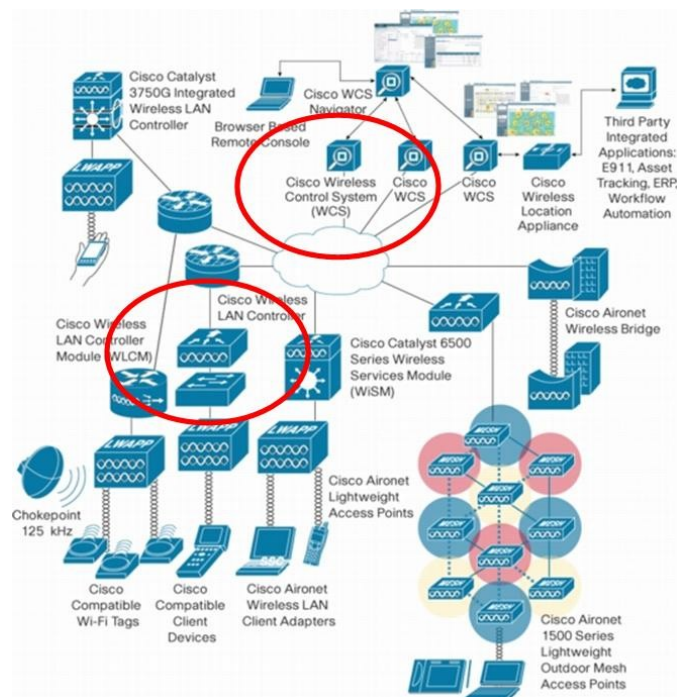 Cisco Catalyst
3750G Integrated
Wireless LAN
Controller
Cisco WCS
Navigator
Browser Based
Remote Console
Third Party
Integrated
Applications:
E911, Asset
Tracking, ERP,
Workflow
Automation
Cisco Wireless
Control System
(WCS)
Cisco
WCS
Cisco
WCS
Cisco
Wireless
Location
Appliance
LWAPP
Cisco Wireless
LAN Controller
Cisco Wireless
LAN Controller
Module (WLCM)
Cisco Catalyst 6500
Series Wireless
Services Module
(WiSM)
Cisco Aironet
Wireless Bridge
LWAPP
LWAPP
LWAPP
Cisco Aironet
Lightweight
Access Points
Chokepoint
125 kHz
MESH
MESH
MESH
MESH
MESH
MESH
MESH
MESH
MESH
MESH
Cisco
Compatible
Wi-Fi Tags
Cisco
Compatible
Client
Devices
Cisco Aironet
Wireless LAN
Client Adapters
Cisco Aironet
1500 Series
Lightweight
Outdoor Mesh
Access Points